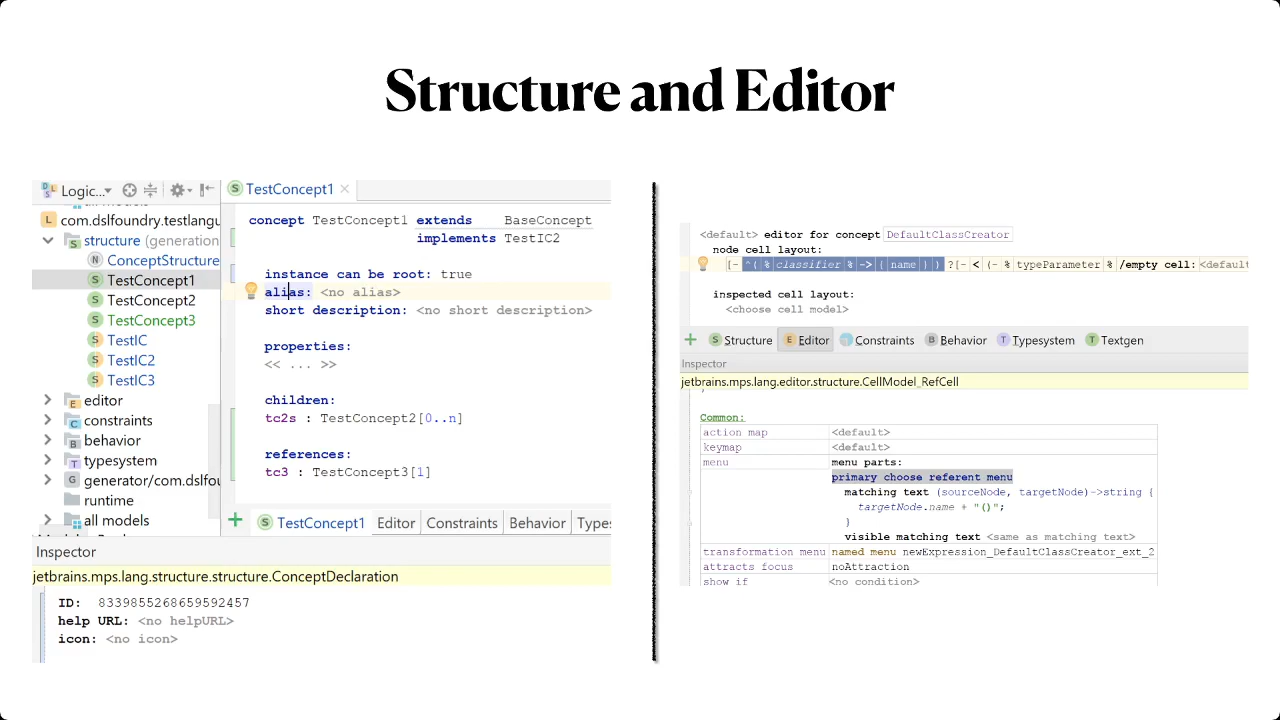 Structure and Editor
Logic...
TestConcept1
com.dslfoundry.testlangu
structure (generation
ConceptStructure
TestConcept1
TestConcept2
TestConcept3
TestIC
TestIC2
TestIC3
editor
constraints
behavior
typesystem
generator/com.dslfou
runtime
all models
concept TestConcept1 extends BaseConcept
implements TestIC2
instance can be root: true
alias: <no alias>
short description: <no short description>
properties:
<< ... >>
children:
tc2s : TestConcept2[0..n]
references:
tc3 : TestConcept3[1]
TestConcept1 Editor Constraints Behavior Types
Inspector
jetbrains.mps.lang.structure.structure.ConceptDeclaration
ID: 8339855268659592457
help URL: <no helpURL>
icon: <no icon>
<default> editor for concept DefaultClassCreator
node cell layout:
[- ^( % classifier % -> { name } ) ?[- < (- % typeParameter % /empty cell: <default
inspected cell layout:
<choose cell model>
Structure Editor Constraints Behavior Typesystem Textgen
Inspector
jetbrains.mps.lang.editor.structure.CellModel_RefCell
Common:
action map <default>
keymap <default>
menu menu parts:
primary choose referent menu
matching text (sourceNode, targetNode)->string {
targetNode.name + "()";
}
visible matching text <same as matching text>
transformation menu named menu newExpression_DefaultClassCreator_ext_2
attracts focus noAttraction
show if <no condition>